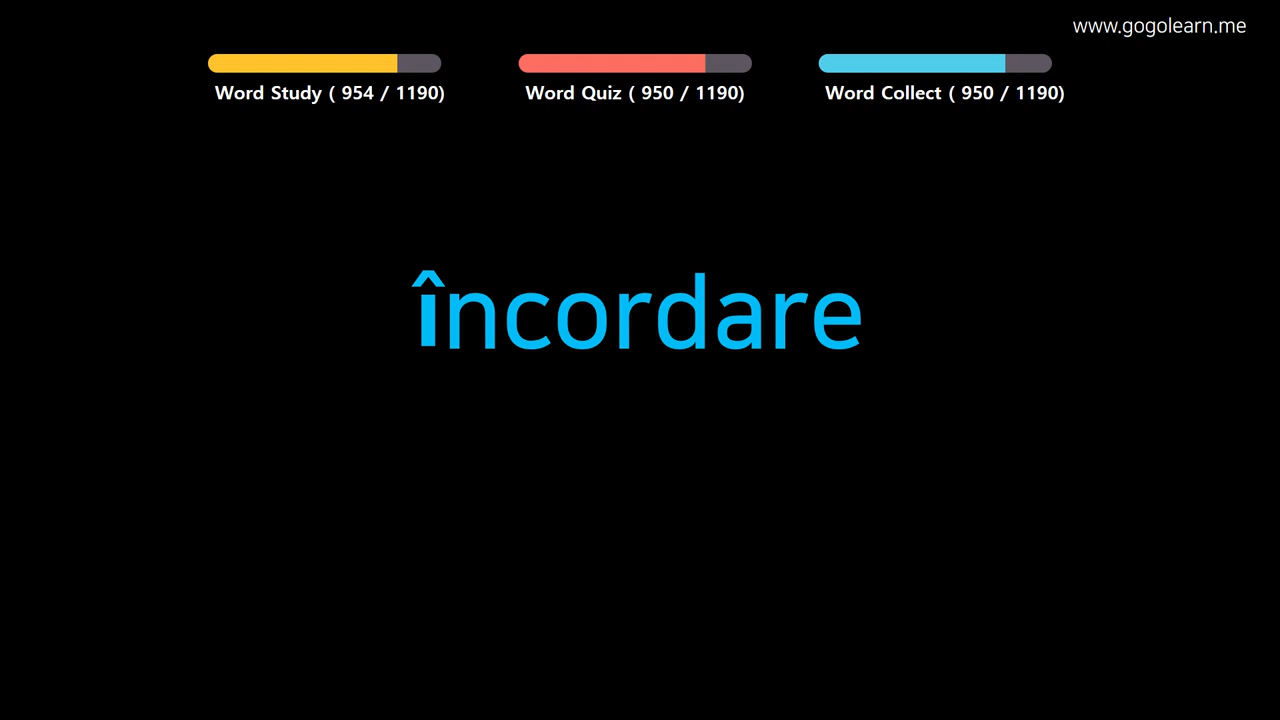 www.gogolearn.me
Word Study ( 954 / 1190)
Word Quiz ( 950 / 1190)
Word Collect ( 950 / 1190)
încordare